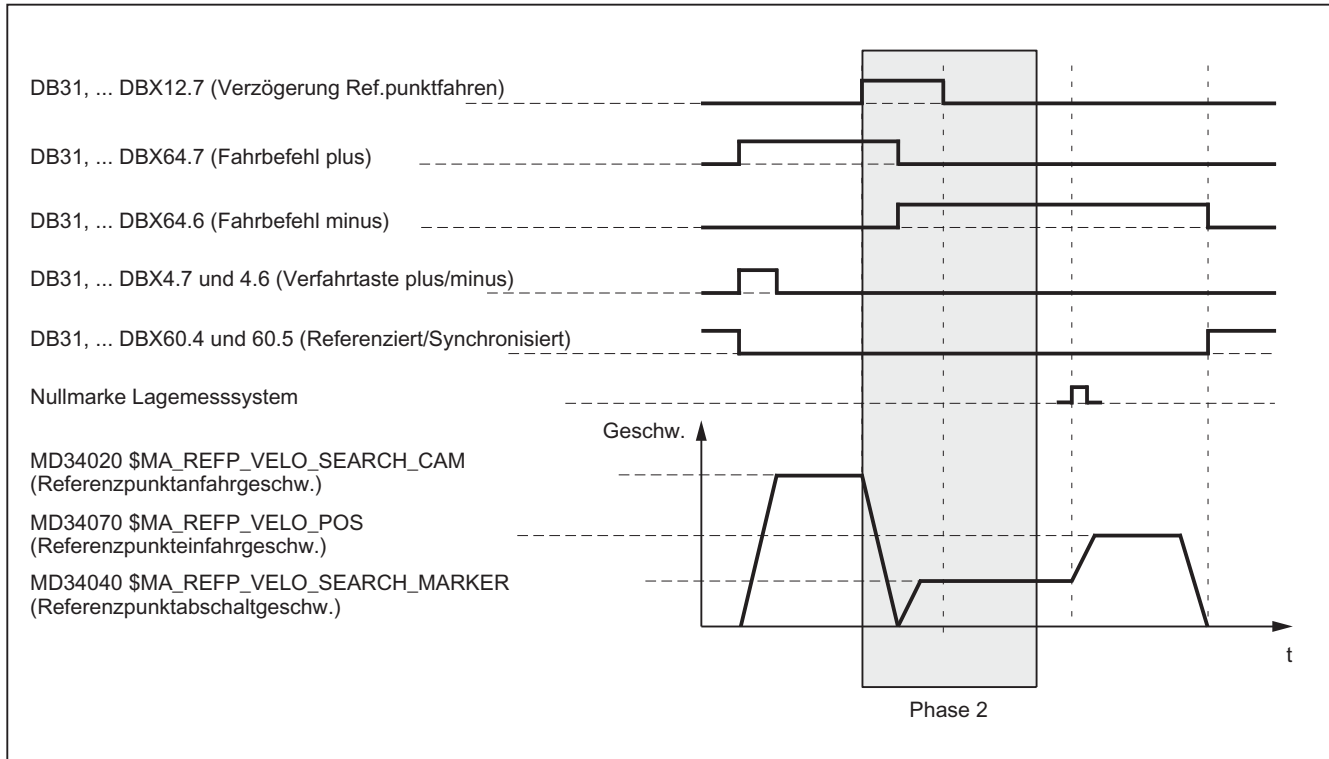 DB31, ... DBX12.7 (Verzögerung Ref.punktfahren)
DB31, ... DBX64.7 (Fahrbefehl plus)
DB31, ... DBX64.6 (Fahrbefehl minus)
DB31, ... DBX4.7 und 4.6 (Verfahrtaste plus/minus)
DB31, ... DBX60.4 und 60.5 (Referenziert/Synchronisiert)
Nullmarke Lagemesssystem
Geschw.
MD34020 $MA_REFP_VELO_SEARCH_CAM
(Referenzpunktanfahrgeschw.)
MD34070 $MA_REFP_VELO_POS
(Referenzpunkteinfahrgeschw.)
MD34040 $MA_REFP_VELO_SEARCH_MARKER
(Referenzpunktabschaltgeschw.)
t
Phase 2